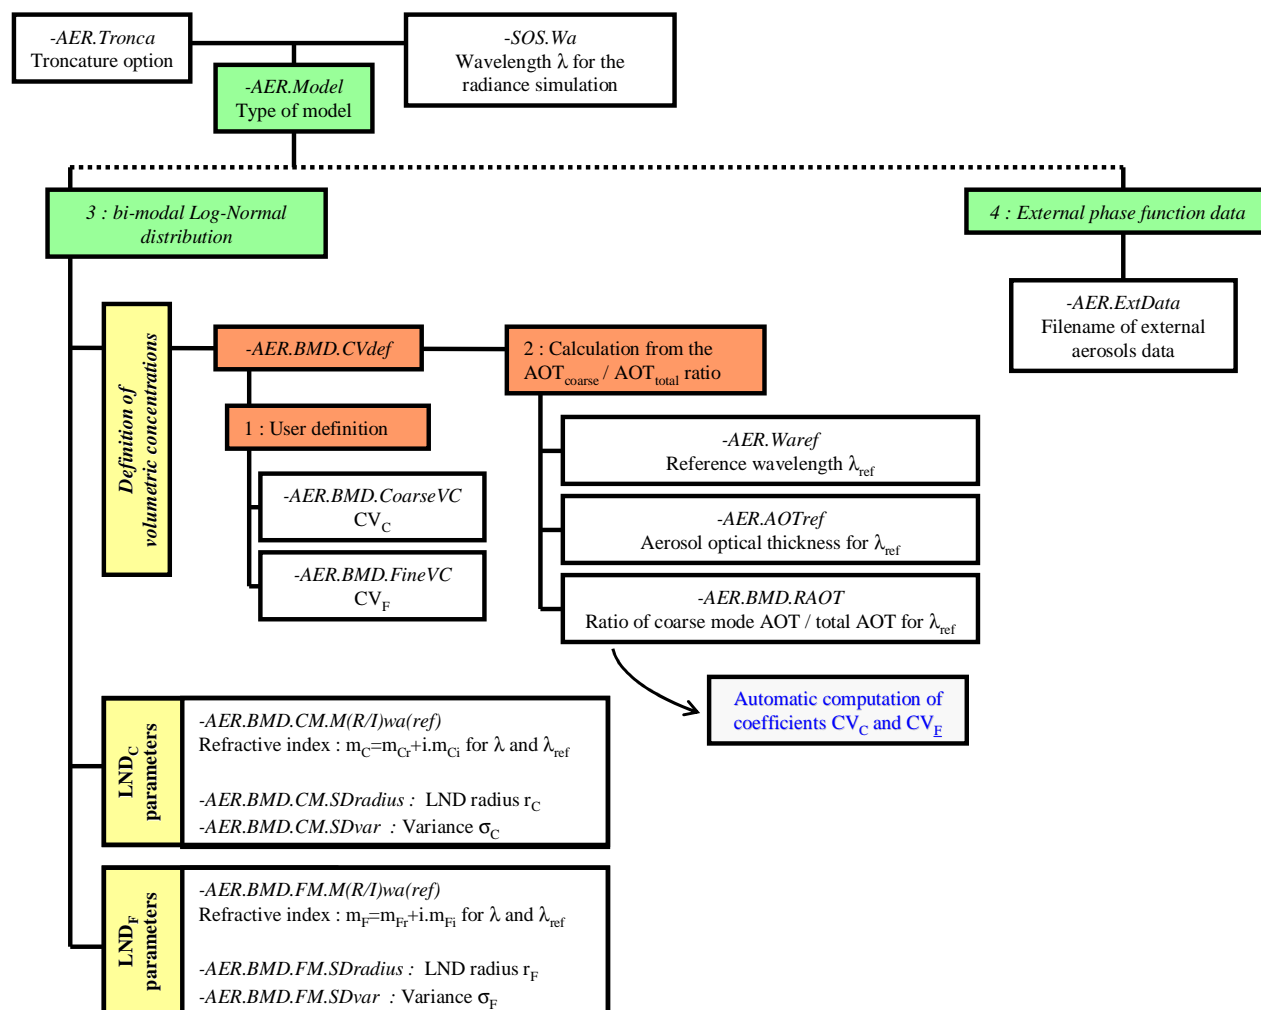 -AER.Tronca
Troncature option
-SOS.Wa
Wavelength λ for the
radiance simulation
-AER.Model
Type of model
3 : bi-modal Log-Normal
distribution
4 : External phase function data
-AER.ExtData
Filename of external
aerosols data
Definition of
volumetric concentrations
-AER.BMD.CVdef
2 : Calculation from the
AOTcoarse / AOTtotal ratio
1 : User definition
-AER.BMD.CoarseVC
CVC
-AER.BMD.FineVC
CVF
-AER.Waref
Reference wavelength λref
-AER.AOTref
Aerosol optical thickness for λref
-AER.BMD.RAOT
Ratio of coarse mode AOT / total AOT for λref
Automatic computation of
coefficients CVC and CVF
LNDC
parameters
-AER.BMD.CM.M(R/I)wa(ref)
Refractive index : mC=mCr+i.mCi for λ and λref
-AER.BMD.CM.SDradius : LND radius rC
-AER.BMD.CM.SDvar : Variance σC
LNDF
parameters
-AER.BMD.FM.M(R/I)wa(ref)
Refractive index : mF=mFr+i.mFi for λ and λref
-AER.BMD.FM.SDradius : LND radius rF
-AER.BMD.FM.SDvar : Variance σF